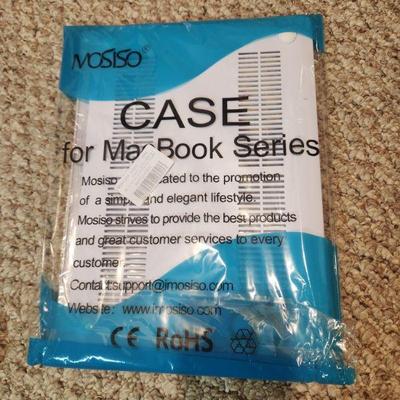 MOSISO®
CASE
for MacBook Series
Mosiso to the promotion
of a simple and elegant lifestyle.
Mosiso strives to provide the best products
and great customer services to every
customer.
Contact:support@imosiso.com
Website: www.imosiso.com
CE RoHS